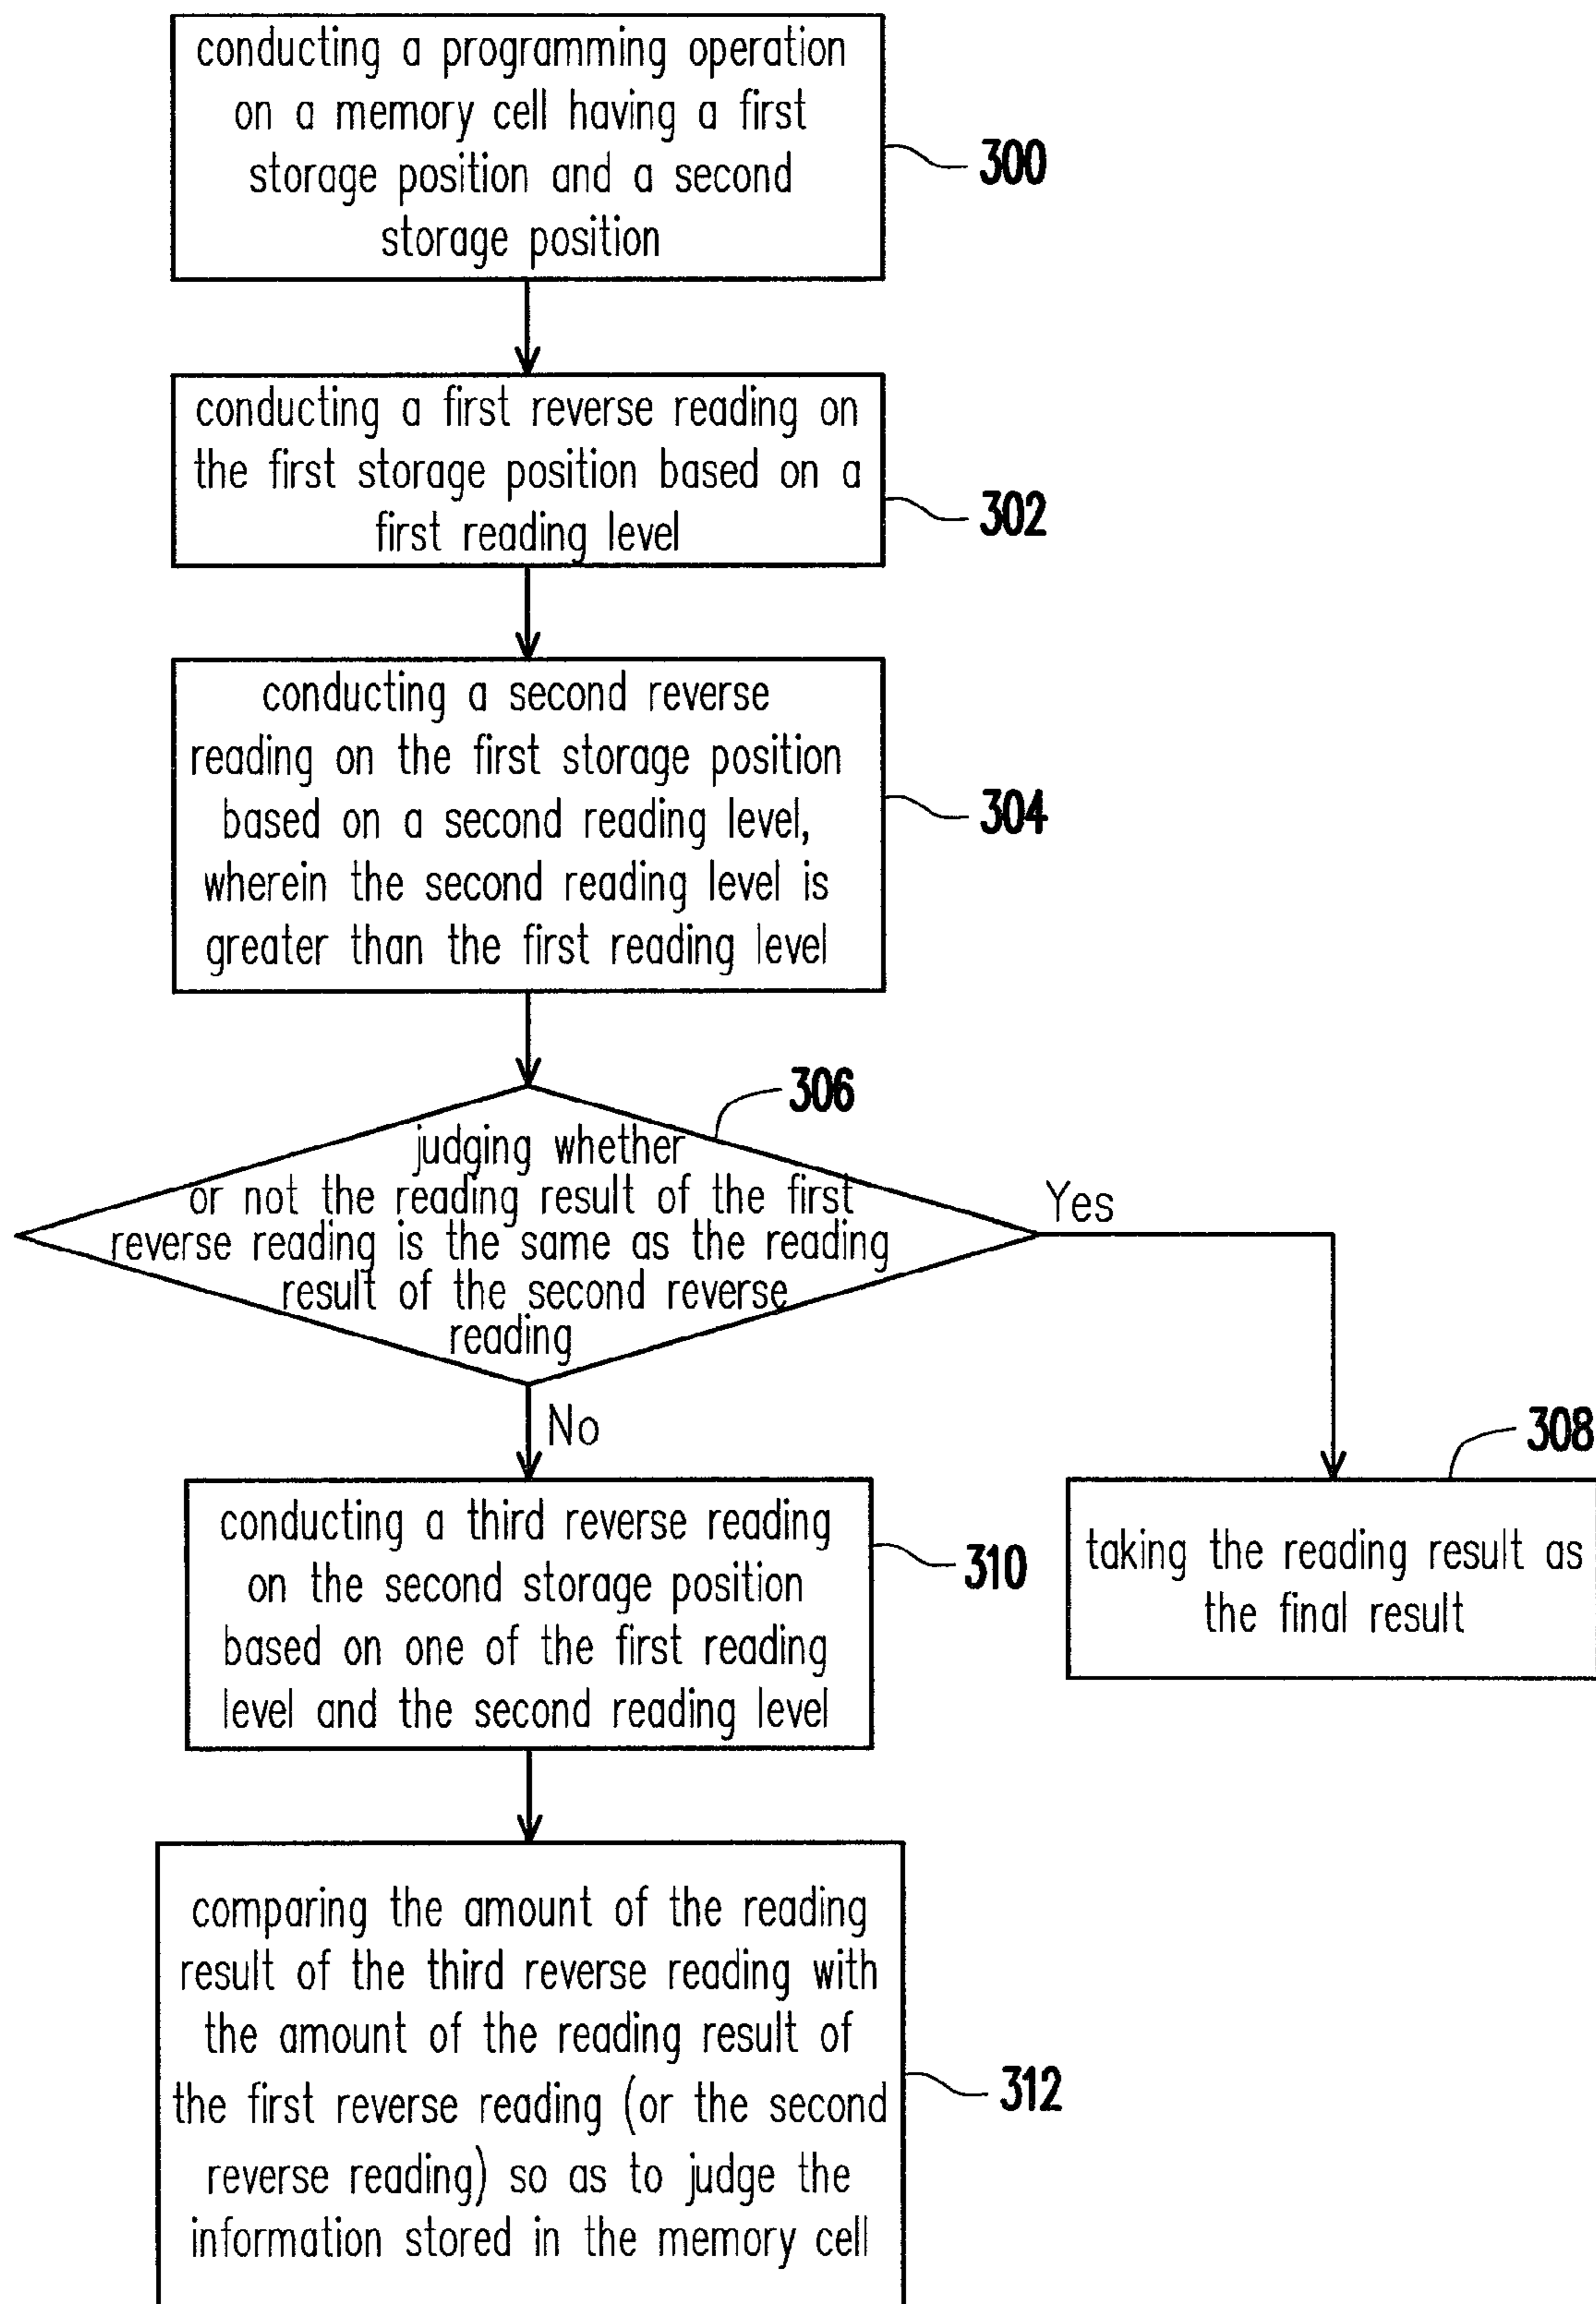 conducting a programming operation
on a memory cell having a first
storage position and a second
storage position
300
conducting a first reverse reading on
the first storage position based on a
first reading level
302
conducting a second reverse
reading on the first storage position
based on a second reading level,
wherein the second reading level is
greater than the first reading level
304
306
judging whether
or not the reading result of the first
reverse reading is the same as the reading
result of the second reverse
reading
Yes
No
308
taking the reading result as
the final result
conducting a third reverse reading
on the second storage position
based on one of the first reading
level and the second reading level
310
comparing the amount of the reading
result of the third reverse reading with
the amount of the reading result of
the first reverse reading (or the second
reverse reading) so as to judge the
information stored in the memory cell
312